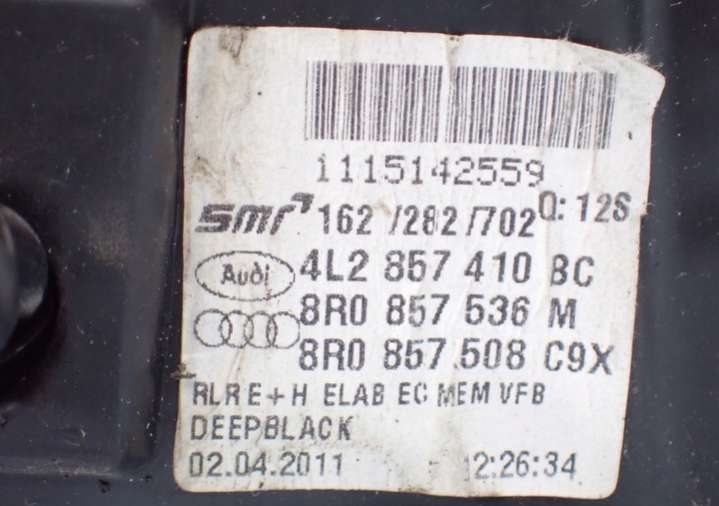 1115142559
smr 162 /282 /702 Q: 12S
Audi 4L2 857 410 BC
8R0 857 536 M
8R0 857 508 C9X
RLR E+H ELAB EC MEM VFB
DEEPBLACK
02.04.2011 2:26:34